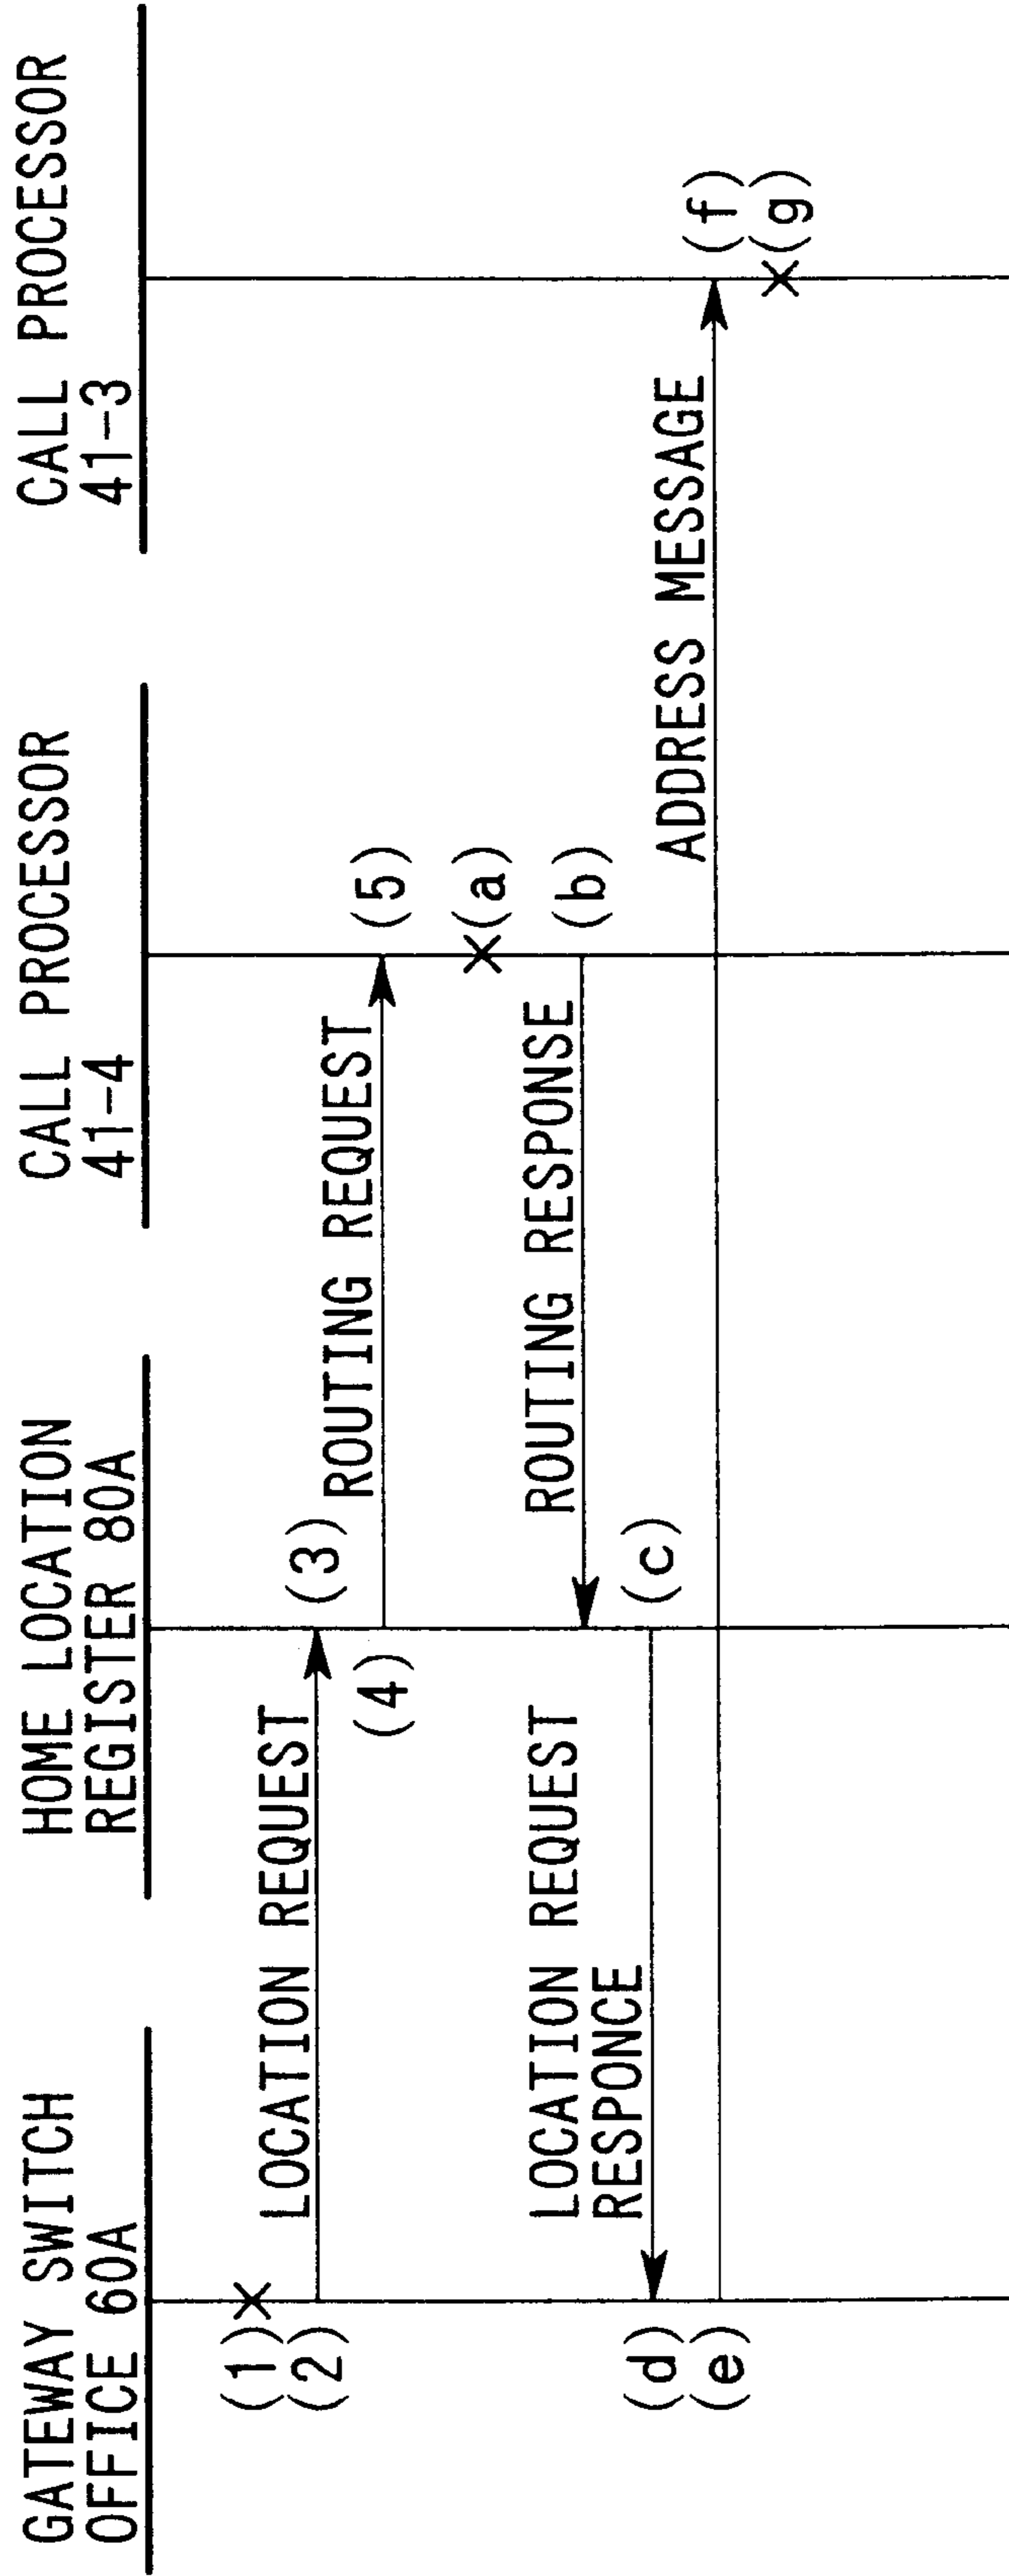 GATEWAY SWITCH
OFFICE 60A
HOME LOCATION
REGISTER 80A
CALL PROCESSOR
41-4
CALL PROCESSOR
41-3
(1)
(2)
LOCATION REQUEST
(3)
(4)
ROUTING REQUEST
(5)
(a)
ROUTING RESPONSE
(b)
(c)
LOCATION REQUEST
RESPONCE
(d)
(e)
ADDRESS MESSAGE
(f)
(g)